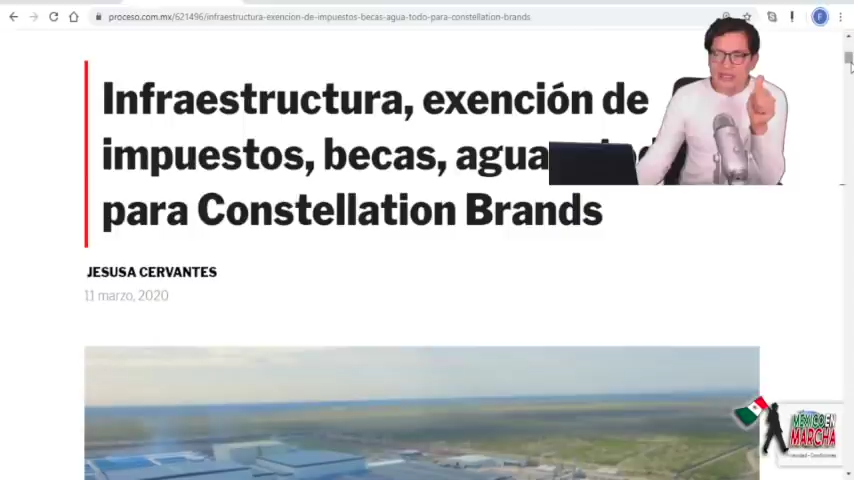 proceso.com.mx/621496/infraestructura-exencion-de-impuestos-becas-agua-todo-para-constellation-brands
F
Infraestructura, exención de
impuestos, becas, agua
para Constellation Brands
JESUSA CERVANTES
11 marzo, 2020
MÉXICO EN
MARCHA